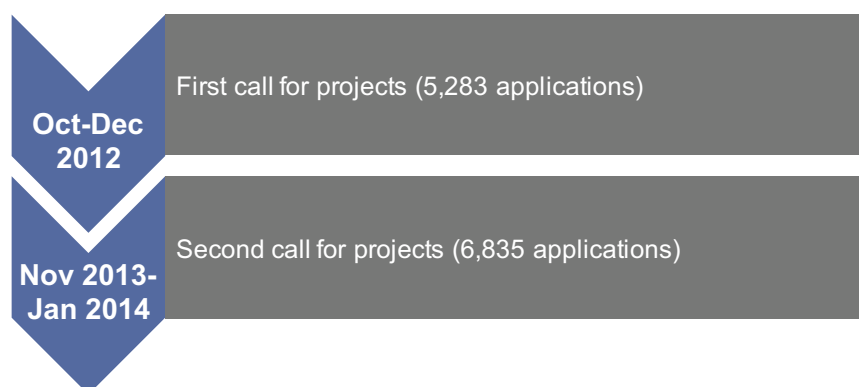 Oct-Dec
2012
First call for projects (5,283 applications)
Nov 2013-
Jan 2014
Second call for projects (6,835 applications)